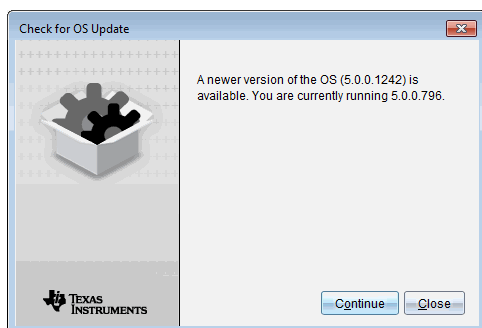 Check for OS Update
A newer version of the OS (5.0.0.1242) is
available. You are currently running 5.0.0.796.
TEXAS
INSTRUMENTS
Continue
Close